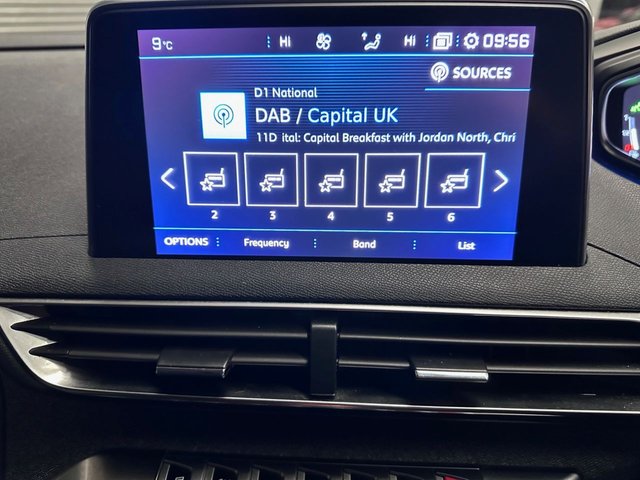 9°C HI HI 09:56
SOURCES
D1 National
DAB / Capital UK
11D ital: Capital Breakfast with Jordan North, Chri
2 3 4 5 6
OPTIONS Frequency Band List